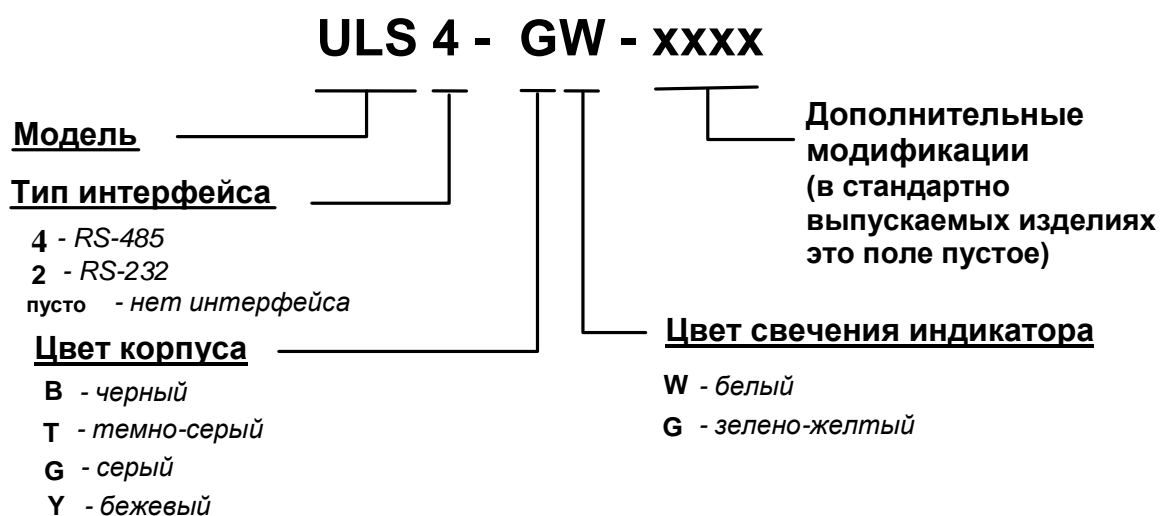 ULS 4 - GW - xxxx
Модель
Тип интерфейса
4 - RS-485
2 - RS-232
пусто - нет интерфейса
Цвет корпуса
B - черный
T - темно-серый
G - серый
Y - бежевый
Дополнительные
модификации
(в стандартно
выпускаемых изделиях
это поле пустое)
Цвет свечения индикатора
W - белый
G - зелено-желтый